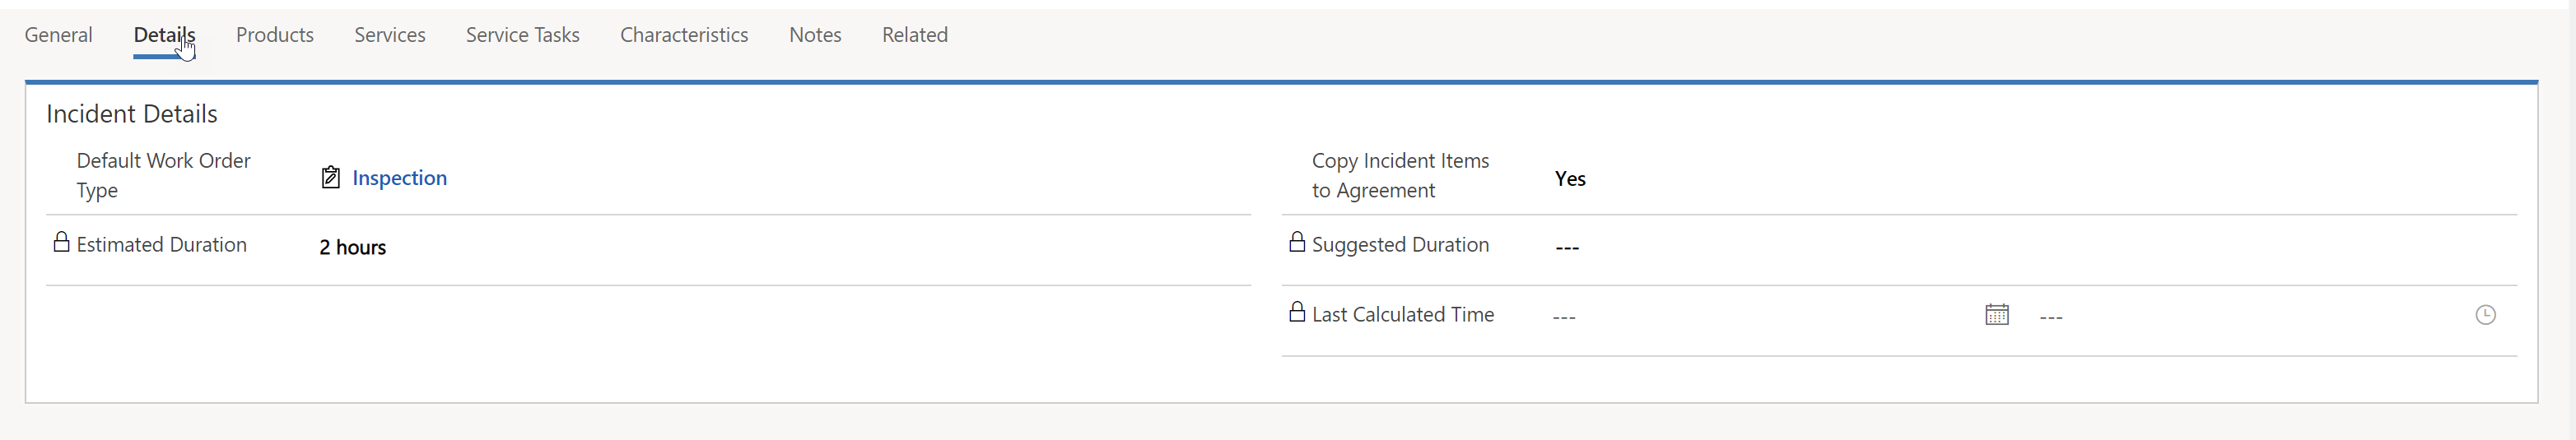 General Details Products Services Service Tasks Characteristics Notes Related
Incident Details
Default Work Order
Type
Inspection
Copy Incident Items
to Agreement
Yes
Estimated Duration 2 hours
Suggested Duration ---
Last Calculated Time --- ---